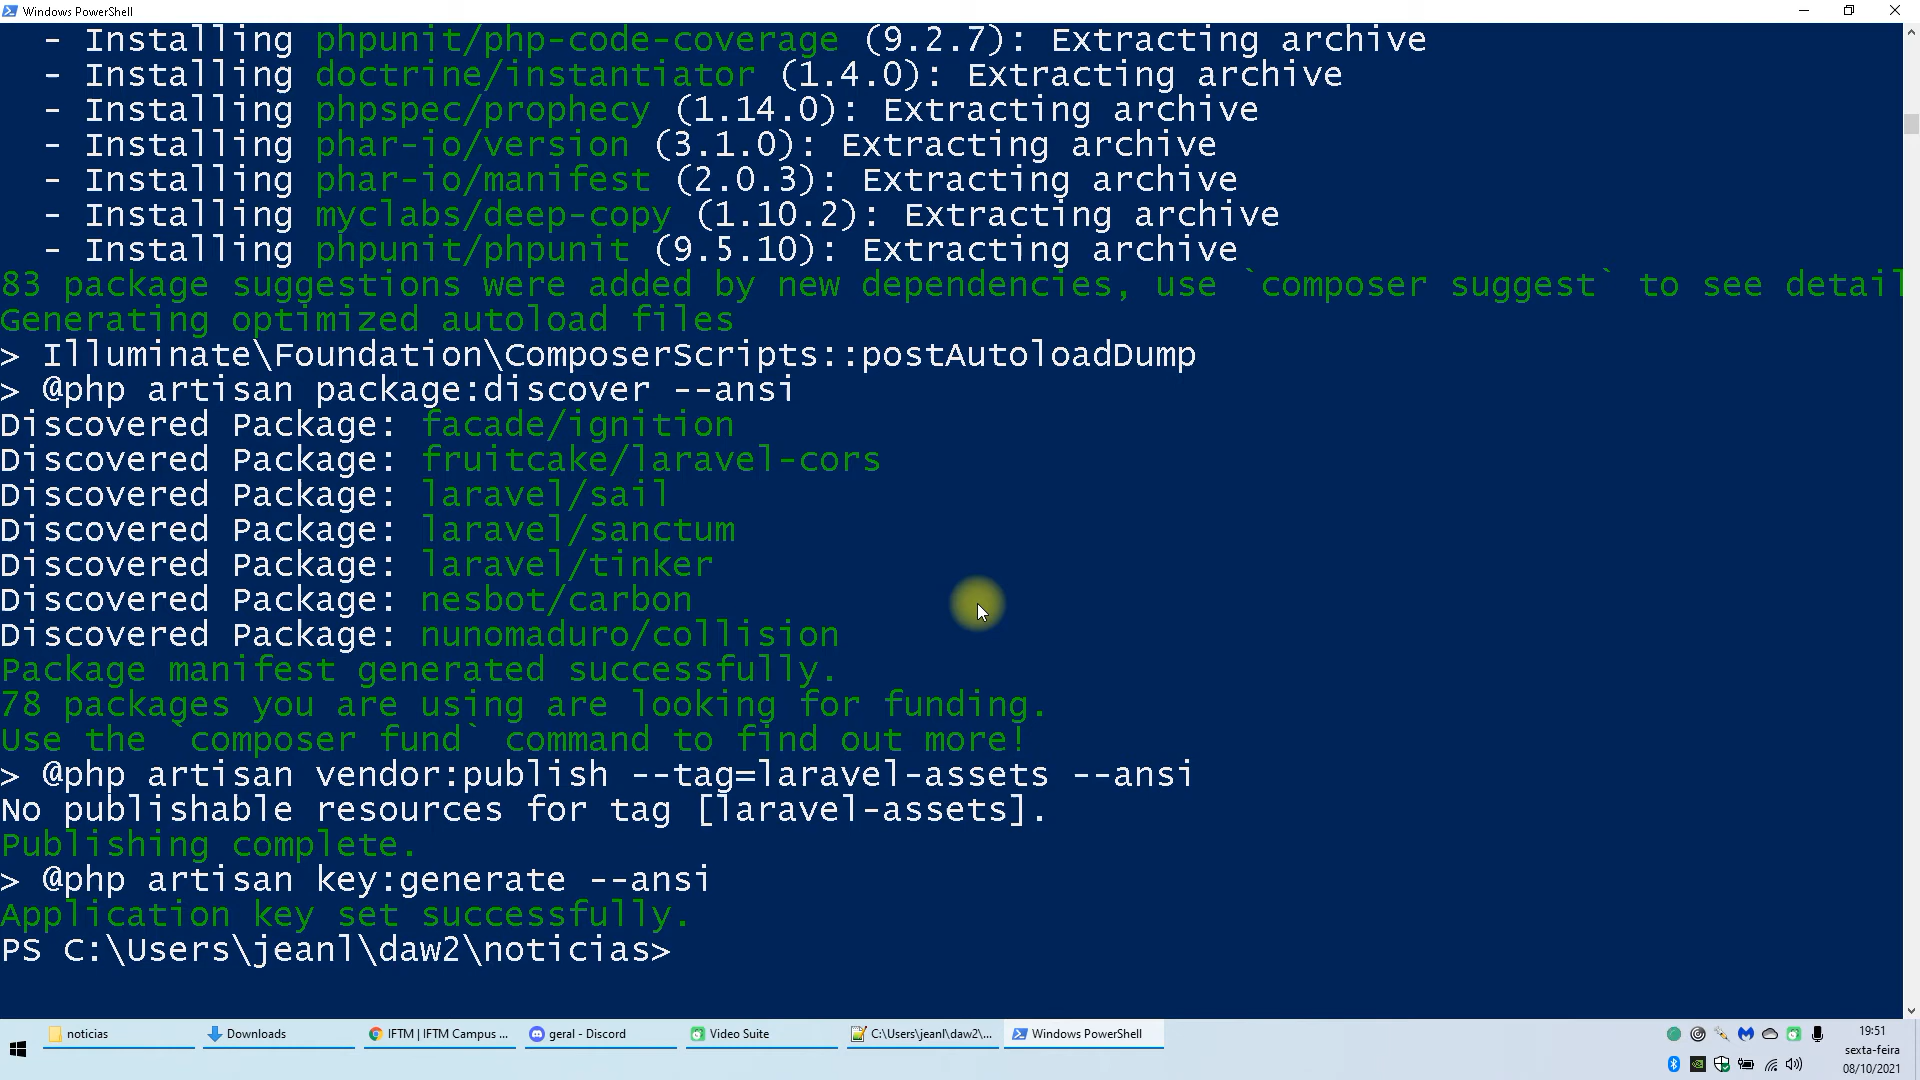 Windows PowerShell
- Installing phpunit/php-code-coverage (9.2.7): Extracting archive
- Installing doctrine/instantiator (1.4.0): Extracting archive
- Installing phpspec/prophecy (1.14.0): Extracting archive
- Installing phar-io/version (3.1.0): Extracting archive
- Installing phar-io/manifest (2.0.3): Extracting archive
- Installing myclabs/deep-copy (1.10.2): Extracting archive
- Installing phpunit/phpunit (9.5.10): Extracting archive
83 package suggestions were added by new dependencies, use `composer suggest` to see detail
Generating optimized autoload files
> Illuminate\Foundation\ComposerScripts::postAutoloadDump
> @php artisan package:discover --ansi
Discovered Package: facade/ignition
Discovered Package: fruitcake/laravel-cors
Discovered Package: laravel/sail
Discovered Package: laravel/sanctum
Discovered Package: laravel/tinker
Discovered Package: nesbot/carbon
Discovered Package: nunomaduro/collision
Package manifest generated successfully.
78 packages you are using are looking for funding.
Use the `composer fund` command to find out more!
> @php artisan vendor:publish --tag=laravel-assets --ansi
No publishable resources for tag [laravel-assets].
Publishing complete.
> @php artisan key:generate --ansi
Application key set successfully.
PS C:\Users\jeanl\daw2\noticias>
noticias
Downloads
IFTM | IFTM Campus ...
geral - Discord
Video Suite
C:\Users\jeanl\daw2\...
Windows PowerShell
19:51
sexta-feira
08/10/2021